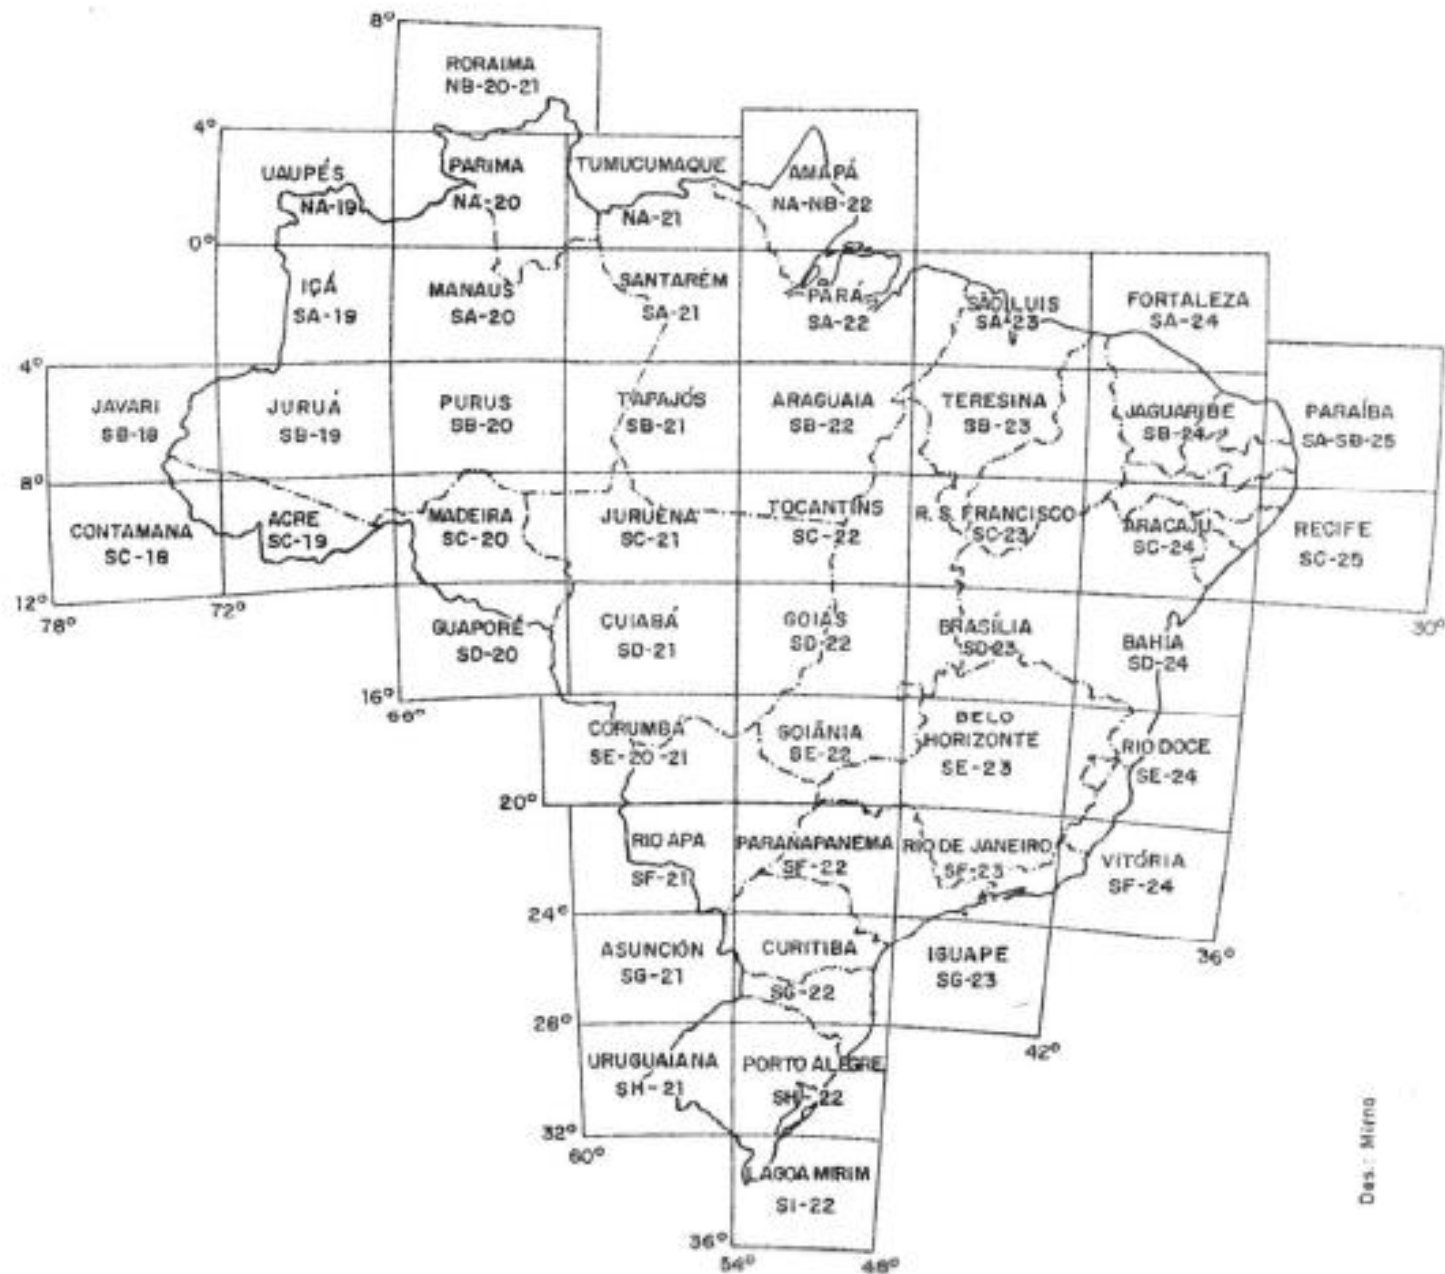 8°
RORAIMA
NB-20-21
4°
UAUPÉS
NA-19
PARIMA
NA-20
TUMUCUMAQUE
NA-21
AMAPÁ
NA-NB-22
0°
IÇÁ
SA-19
MANAUS
SA-20
SANTARÉM
SA-21
PARÁ
SA-22
SÃO LUIS
SA-23
FORTALEZA
SA-24
4°
JAVARI
SB-18
JURUÁ
SB-19
PURUS
SB-20
TAPAJÓS
SB-21
ARAGUAIA
SB-22
TERESINA
SB-23
JAGUARIBE
SB-24
PARAÍBA
SA-SB-25
8°
CONTAMANA
SC-18
ACRE
SC-19
MADEIRA
SC-20
JURUENA
SC-21
TOCANTINS
SC-22
R. S. FRANCISCO
SC-23
ARACAJU
SC-24
RECIFE
SC-25
12°
78°
72°
30°
GUAPORÉ
SD-20
CUIABÁ
SD-21
GOIÁS
SD-22
BRASÍLIA
SD-23
BAHIA
SD-24
16°
66°
CORUMBÁ
SE-20-21
GOIÂNIA
SE-22
BELO
HORIZONTE
SE-23
RIO DOCE
SE-24
20°
RIO APA
SF-21
PARANAPANEMA
SF-22
RIO DE JANEIRO
SF-23
VITÓRIA
SF-24
24°
36°
ASUNCIÓN
SG-21
CURITIBA
SG-22
IGUAPE
SG-23
28°
42°
URUGUAIANA
SH-21
PORTO ALEGRE
SH-22
32°
60°
LAGOA MIRIM
SI-22
36°
54°
48°
Des.: Mirna